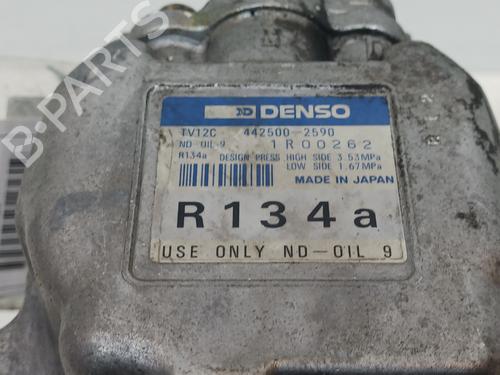 ND DENSO
TV12C 442500-2590
ND-OIL-9 1R00262
R134a DESIGN PRESS HIGH SIDE 3.53MPa
LOW SIDE 1.67MPa
MADE IN JAPAN
R134a
USE ONLY ND-OIL 9
B-PARTS